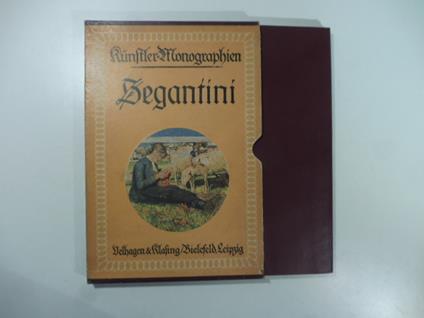 Künstler-Monographien
Segantini
Velhagen & Klasing/Bielefeld, Leipzig